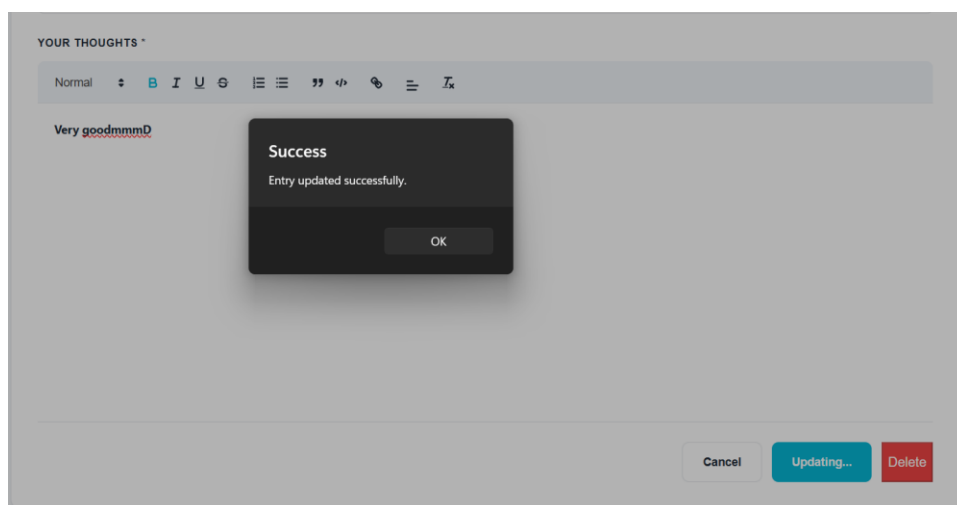 YOUR THOUGHTS *
Normal B I U S
Very goodmmmD
Success
Entry updated successfully.
OK
Cancel Updating... Delete